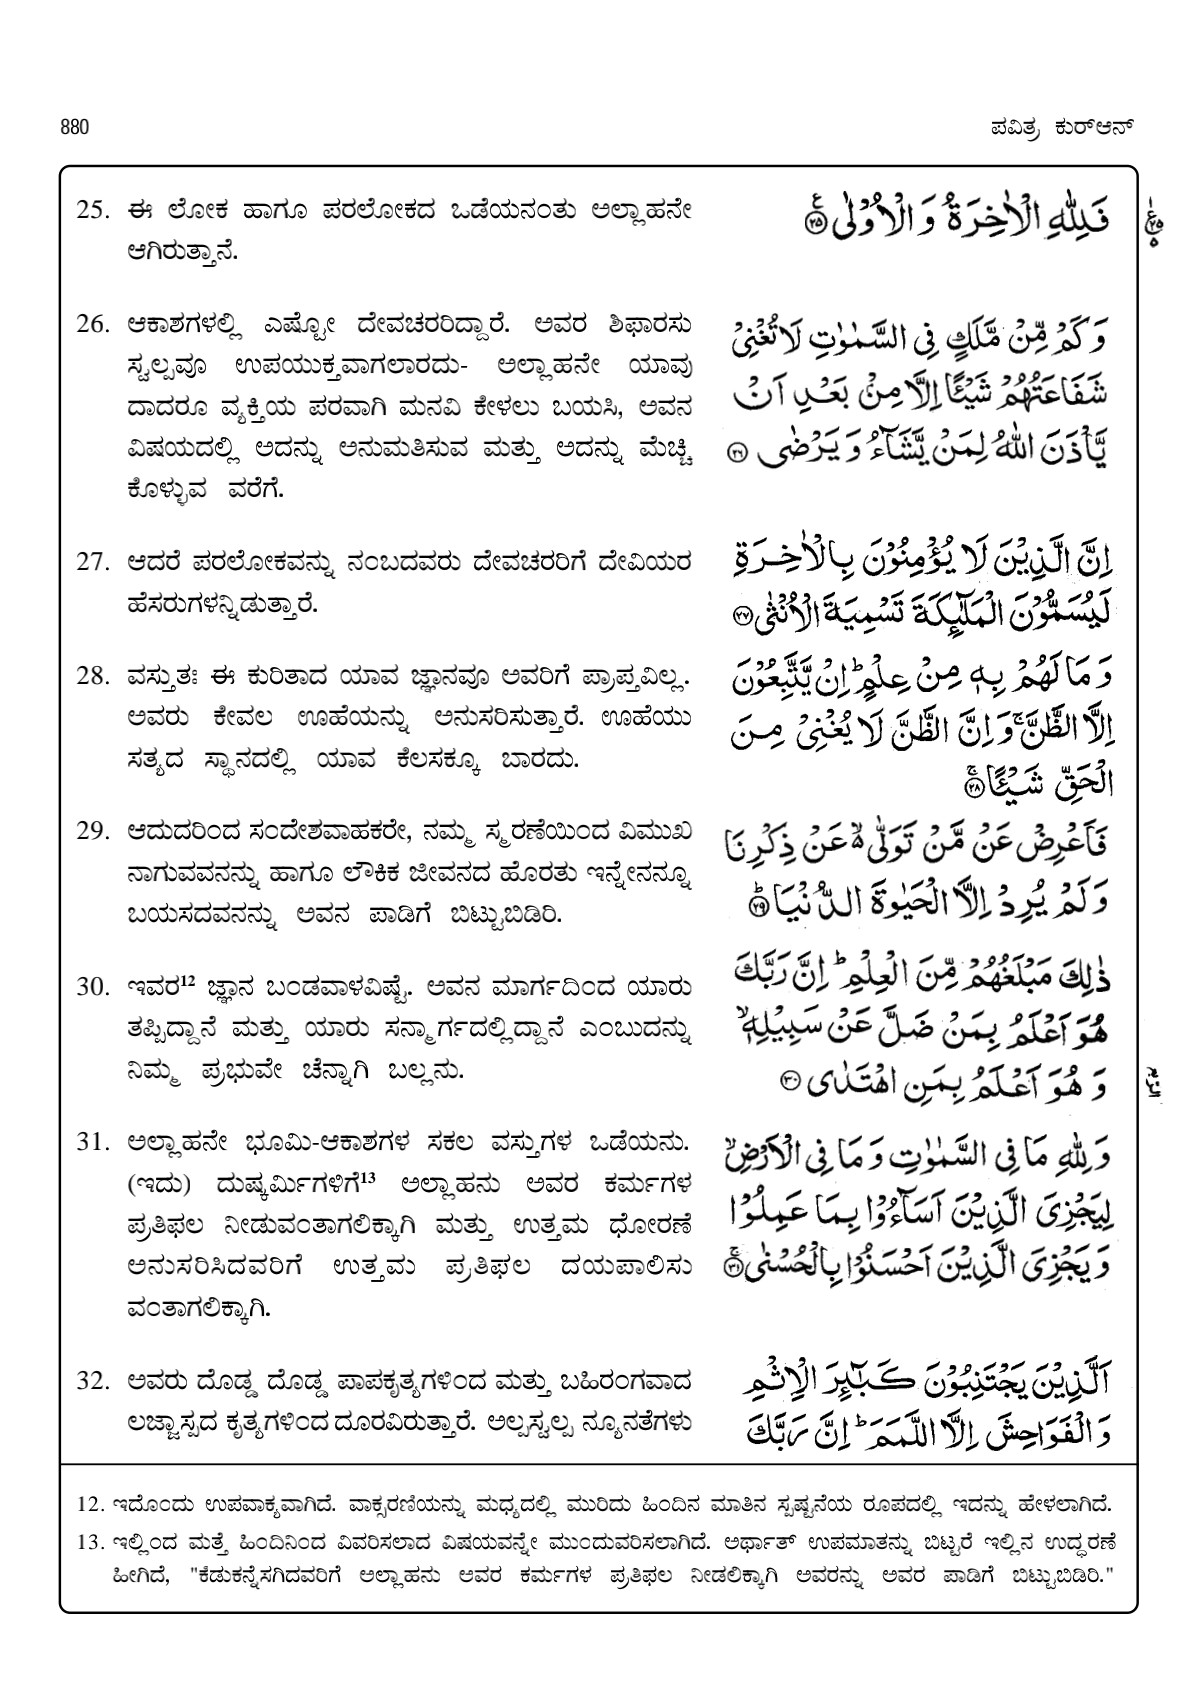 880
ಪವಿತ್ರ ಕುರ್‌ಆನ್
25. ಈ ಲೋಕ ಹಾಗೂ ಪರಲೋಕದ ಒಡೆಯನಂತು ಅಲ್ಲಾಹನೇ
ಆಗಿರುತ್ತಾನೆ.
فَلِلّٰهِ الْاٰخِرَةُ وَ الْاُوْلٰى ۝۲۵
26. ಆಕಾಶಗಳಲ್ಲಿ ಎಷ್ಟೋ ದೇವಚರರಿದ್ದಾರೆ. ಅವರ ಶಿಫಾರಸು
ಸ್ವಲ್ಪವೂ ಉಪಯುಕ್ತವಾಗಲಾರದು- ಅಲ್ಲಾಹನೇ ಯಾವು
ದಾದರೂ ವ್ಯಕ್ತಿಯ ಪರವಾಗಿ ಮನವಿ ಕೇಳಲು ಬಯಸಿ, ಅವನ
ವಿಷಯದಲ್ಲಿ ಅದನ್ನು ಅನುಮತಿಸುವ ಮತ್ತು ಅದನ್ನು ಮೆಚ್ಚಿ
ಕೊಳ್ಳುವ ವರೆಗೆ.
وَ كَمْ مِّنْ مَّلَكٍ فِی السَّمٰوٰتِ لَا تُغْنِیْ
شَفَاعَتُهُمْ شَیْـًٔا اِلَّا مِنْۢ بَعْدِ اَنْ
یَّاْذَنَ اللّٰهُ لِمَنْ یَّشَآءُ وَ یَرْضٰى ۝۲۶
27. ಆದರೆ ಪರಲೋಕವನ್ನು ನಂಬದವರು ದೇವಚರರಿಗೆ ದೇವಿಯರ
ಹೆಸರುಗಳನ್ನಿಡುತ್ತಾರೆ.
اِنَّ الَّذِیْنَ لَا یُؤْمِنُوْنَ بِالْاٰخِرَةِ
لَیُسَمُّوْنَ الْمَلٰٓىِٕكَةَ تَسْمِیَةَ الْاُنْثٰى ۝۲۷
28. ವಸ್ತುತಃ ಈ ಕುರಿತಾದ ಯಾವ ಜ್ಞಾನವೂ ಅವರಿಗೆ ಪ್ರಾಪ್ತವಿಲ್ಲ.
ಅವರು ಕೇವಲ ಊಹೆಯನ್ನು ಅನುಸರಿಸುತ್ತಾರೆ. ಊಹೆಯು
ಸತ್ಯದ ಸ್ಥಾನದಲ್ಲಿ ಯಾವ ಕೆಲಸಕ್ಕೂ ಬಾರದು.
وَ مَا لَهُمْ بِهٖ مِنْ عِلْمٍ ؕ اِنْ یَّتَّبِعُوْنَ
اِلَّا الظَّنَّ ۚ وَ اِنَّ الظَّنَّ لَا یُغْنِیْ مِنَ
الْحَقِّ شَیْـًٔا ۝۲۸
29. ಆದುದರಿಂದ ಸಂದೇಶವಾಹಕರೇ, ನಮ್ಮ ಸ್ಮರಣೆಯಿಂದ ವಿಮುಖ
ನಾಗುವವನನ್ನು ಹಾಗೂ ಲೌಕಿಕ ಜೀವನದ ಹೊರತು ಇನ್ನೇನನ್ನೂ
ಬಯಸದವನನ್ನು ಅವನ ಪಾಡಿಗೆ ಬಿಟ್ಟುಬಿಡಿರಿ.
فَاَعْرِضْ عَنْ مَّنْ تَوَلّٰى ۙ۬ عَنْ ذِكْرِنَا
وَ لَمْ یُرِدْ اِلَّا الْحَیٰوةَ الدُّنْیَا ؕ۝۲۹
30. ಇವರ¹² ಜ್ಞಾನ ಬಂಡವಾಳವಿಷ್ಟೆ. ಅವನ ಮಾರ್ಗದಿಂದ ಯಾರು
ತಪ್ಪಿದ್ದಾನೆ ಮತ್ತು ಯಾರು ಸನ್ಮಾರ್ಗದಲ್ಲಿದ್ದಾನೆ ಎಂಬುದನ್ನು
ನಿಮ್ಮ ಪ್ರಭುವೇ ಚೆನ್ನಾಗಿ ಬಲ್ಲನು.
ذٰلِكَ مَبْلَغُهُمْ مِّنَ الْعِلْمِ ؕ اِنَّ رَبَّكَ
هُوَ اَعْلَمُ بِمَنْ ضَلَّ عَنْ سَبِیْلِهٖ ۙ
وَ هُوَ اَعْلَمُ بِمَنِ اهْتَدٰى ۝۳۰
31. ಅಲ್ಲಾಹನೇ ಭೂಮಿ-ಆಕಾಶಗಳ ಸಕಲ ವಸ್ತುಗಳ ಒಡೆಯನು.
(ಇದು) ದುಷ್ಕರ್ಮಿಗಳಿಗೆ¹³ ಅಲ್ಲಾಹನು ಅವರ ಕರ್ಮಗಳ
ಪ್ರತಿಫಲ ನೀಡುವಂತಾಗಲಿಕ್ಕಾಗಿ ಮತ್ತು ಉತ್ತಮ ಧೋರಣೆ
ಅನುಸರಿಸಿದವರಿಗೆ ಉತ್ತಮ ಪ್ರತಿಫಲ ದಯಪಾಲಿಸು
ವಂತಾಗಲಿಕ್ಕಾಗಿ.
وَ لِلّٰهِ مَا فِی السَّمٰوٰتِ وَ مَا فِی الْاَرْضِ ۙ
لِیَجْزِیَ الَّذِیْنَ اَسَآءُوْا بِمَا عَمِلُوْا
وَ یَجْزِیَ الَّذِیْنَ اَحْسَنُوْا بِالْحُسْنٰى ۝۳۱
32. ಅವರು ದೊಡ್ಡ ದೊಡ್ಡ ಪಾಪಕೃತ್ಯಗಳಿಂದ ಮತ್ತು ಬಹಿರಂಗವಾದ
ಲಜ್ಜಾಸ್ಪದ ಕೃತ್ಯಗಳಿಂದ ದೂರವಿರುತ್ತಾರೆ. ಅಲ್ಪಸ್ವಲ್ಪ ನ್ಯೂನತೆಗಳು
اَلَّذِیْنَ یَجْتَنِبُوْنَ كَبٰٓىِٕرَ الْاِثْمِ
وَ الْفَوَاحِشَ اِلَّا اللَّمَمَ ؕ اِنَّ رَبَّكَ
12. ಇದೊಂದು ಉಪವಾಕ್ಯವಾಗಿದೆ. ವಾಕ್ಸರಣಿಯನ್ನು ಮಧ್ಯದಲ್ಲಿ ಮುರಿದು ಹಿಂದಿನ ಮಾತಿನ ಸ್ಪಷ್ಟನೆಯ ರೂಪದಲ್ಲಿ ಇದನ್ನು ಹೇಳಲಾಗಿದೆ.
13. ಇಲ್ಲಿಂದ ಮತ್ತೆ ಹಿಂದಿನಿಂದ ವಿವರಿಸಲಾದ ವಿಷಯವನ್ನೇ ಮುಂದುವರಿಸಲಾಗಿದೆ. ಅರ್ಥಾತ್ ಉಪಮಾತನ್ನು ಬಿಟ್ಟರೆ ಇಲ್ಲಿನ ಉದ್ಧರಣೆ
ಹೀಗಿದೆ, "ಕೆಡುಕನ್ನೆಸಗಿದವರಿಗೆ ಅಲ್ಲಾಹನು ಅವರ ಕರ್ಮಗಳ ಪ್ರತಿಫಲ ನೀಡಲಿಕ್ಕಾಗಿ ಅವರನ್ನು ಅವರ ಪಾಡಿಗೆ ಬಿಟ್ಟುಬಿಡಿರಿ."